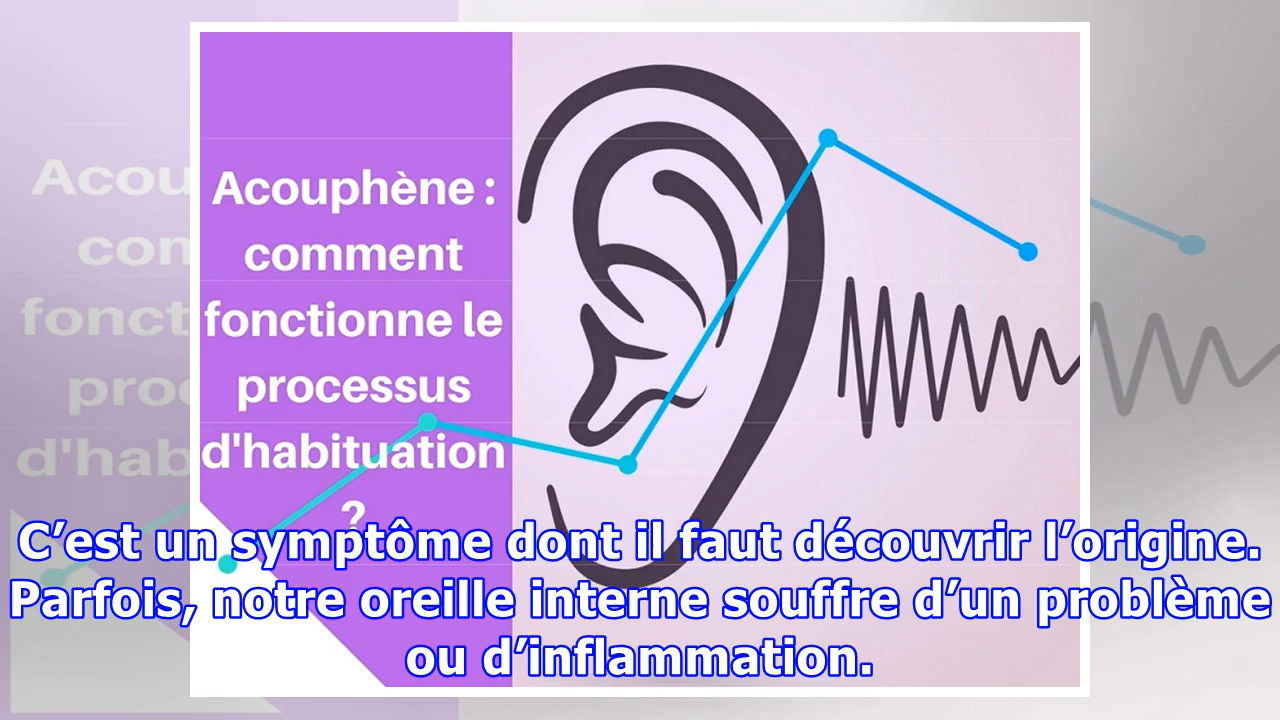 Acouphène :
comment
fonctionne le
processus
d'habituation
?
C’est un symptôme dont il faut découvrir l’origine.
Parfois, notre oreille interne souffre d’un problème
ou d’inflammation.